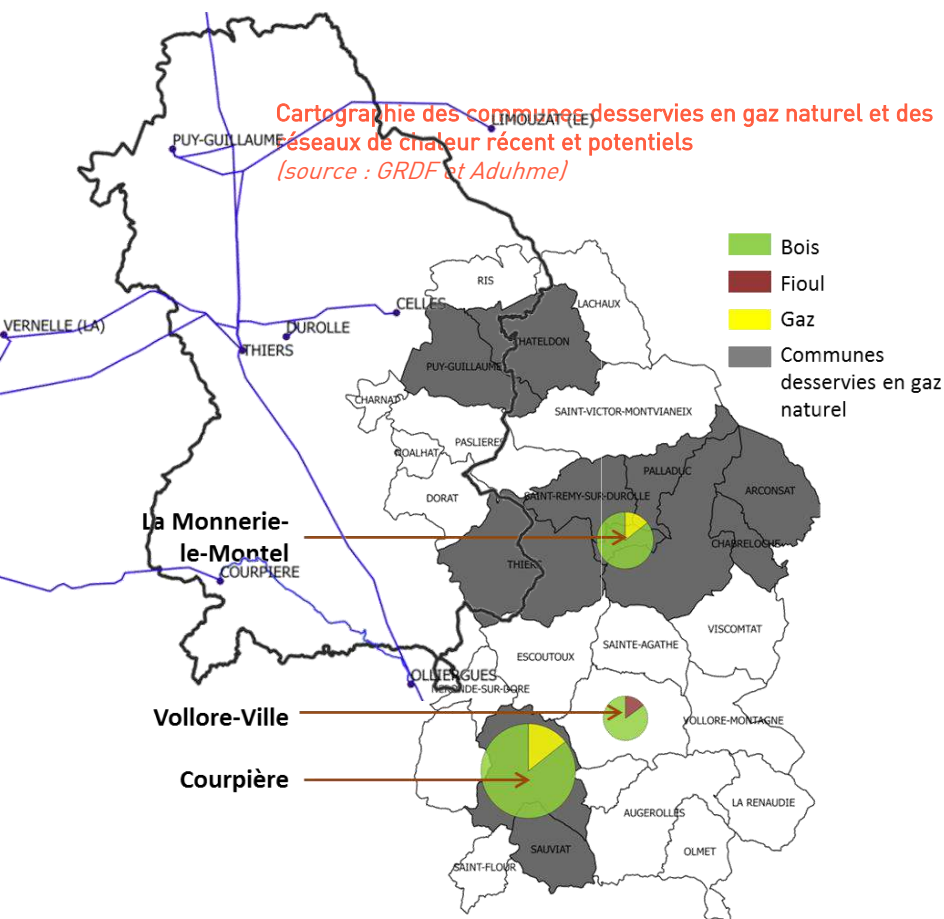 Cartographie des communes desservies en gaz naturel et des
réseaux de chaleur récent et potentiels
(source : GRDF et Aduhme)
LIMOUZAT (LE)
PUY-GUILLAUME
Bois
Fioul
Gaz
Communes
desservies en gaz
naturel
RIS
LACHAUX
CELLES
VERNELLE (LA)
DUROLLE
THIERS
HATELDON
PUY-GUILLAUME
CHARNAT
SAINT-VICTOR-MONTVIANEIX
PASLIERES
NOALHAT
PALLADUC
DORAT
SAINT-REMY-SUR-DUROLLE
ARCONSAT
La Monnerie-
le-Montel
CHABRELOCHE
THIERS
COURPIERE
VISCOMTAT
SAINTE-AGATHE
ESCOUTOUX
OLLIERGUES
NERONDE-SUR-DORE
Vollore-Ville
VOLLORE-MONTAGNE
Courpière
LA RENAUDIE
AUGEROLLES
SAUVIAT
OLMET
SAINT-FLOUR